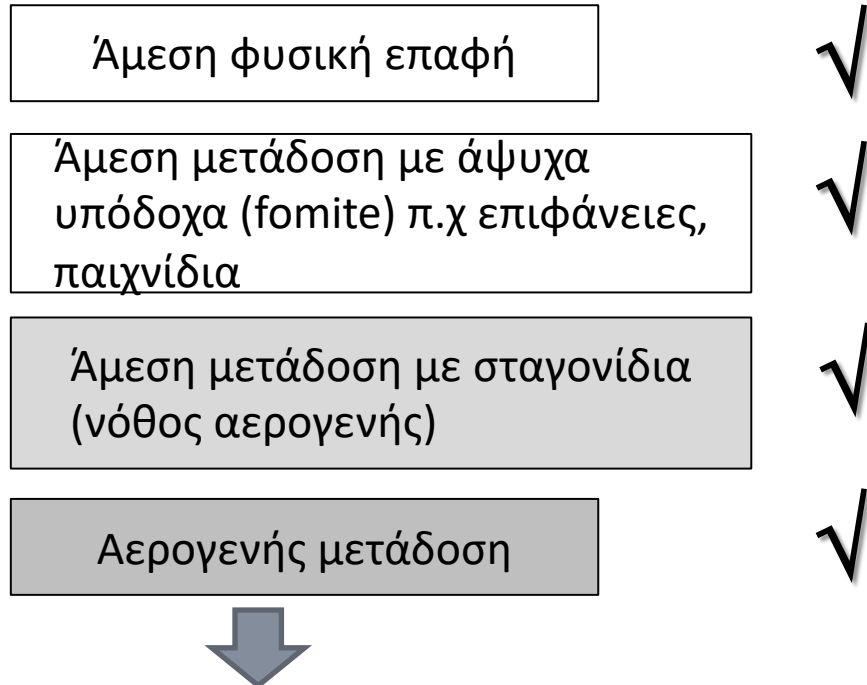 Άμεση φυσική επαφή √
Άμεση μετάδοση με άψυχα
υπόδοχα (fomite) π.χ επιφάνειες, √
παιχνίδια
Άμεση μετάδοση με σταγονίδια √
(νόθος αερογενής)
Αερογενής μετάδοση √